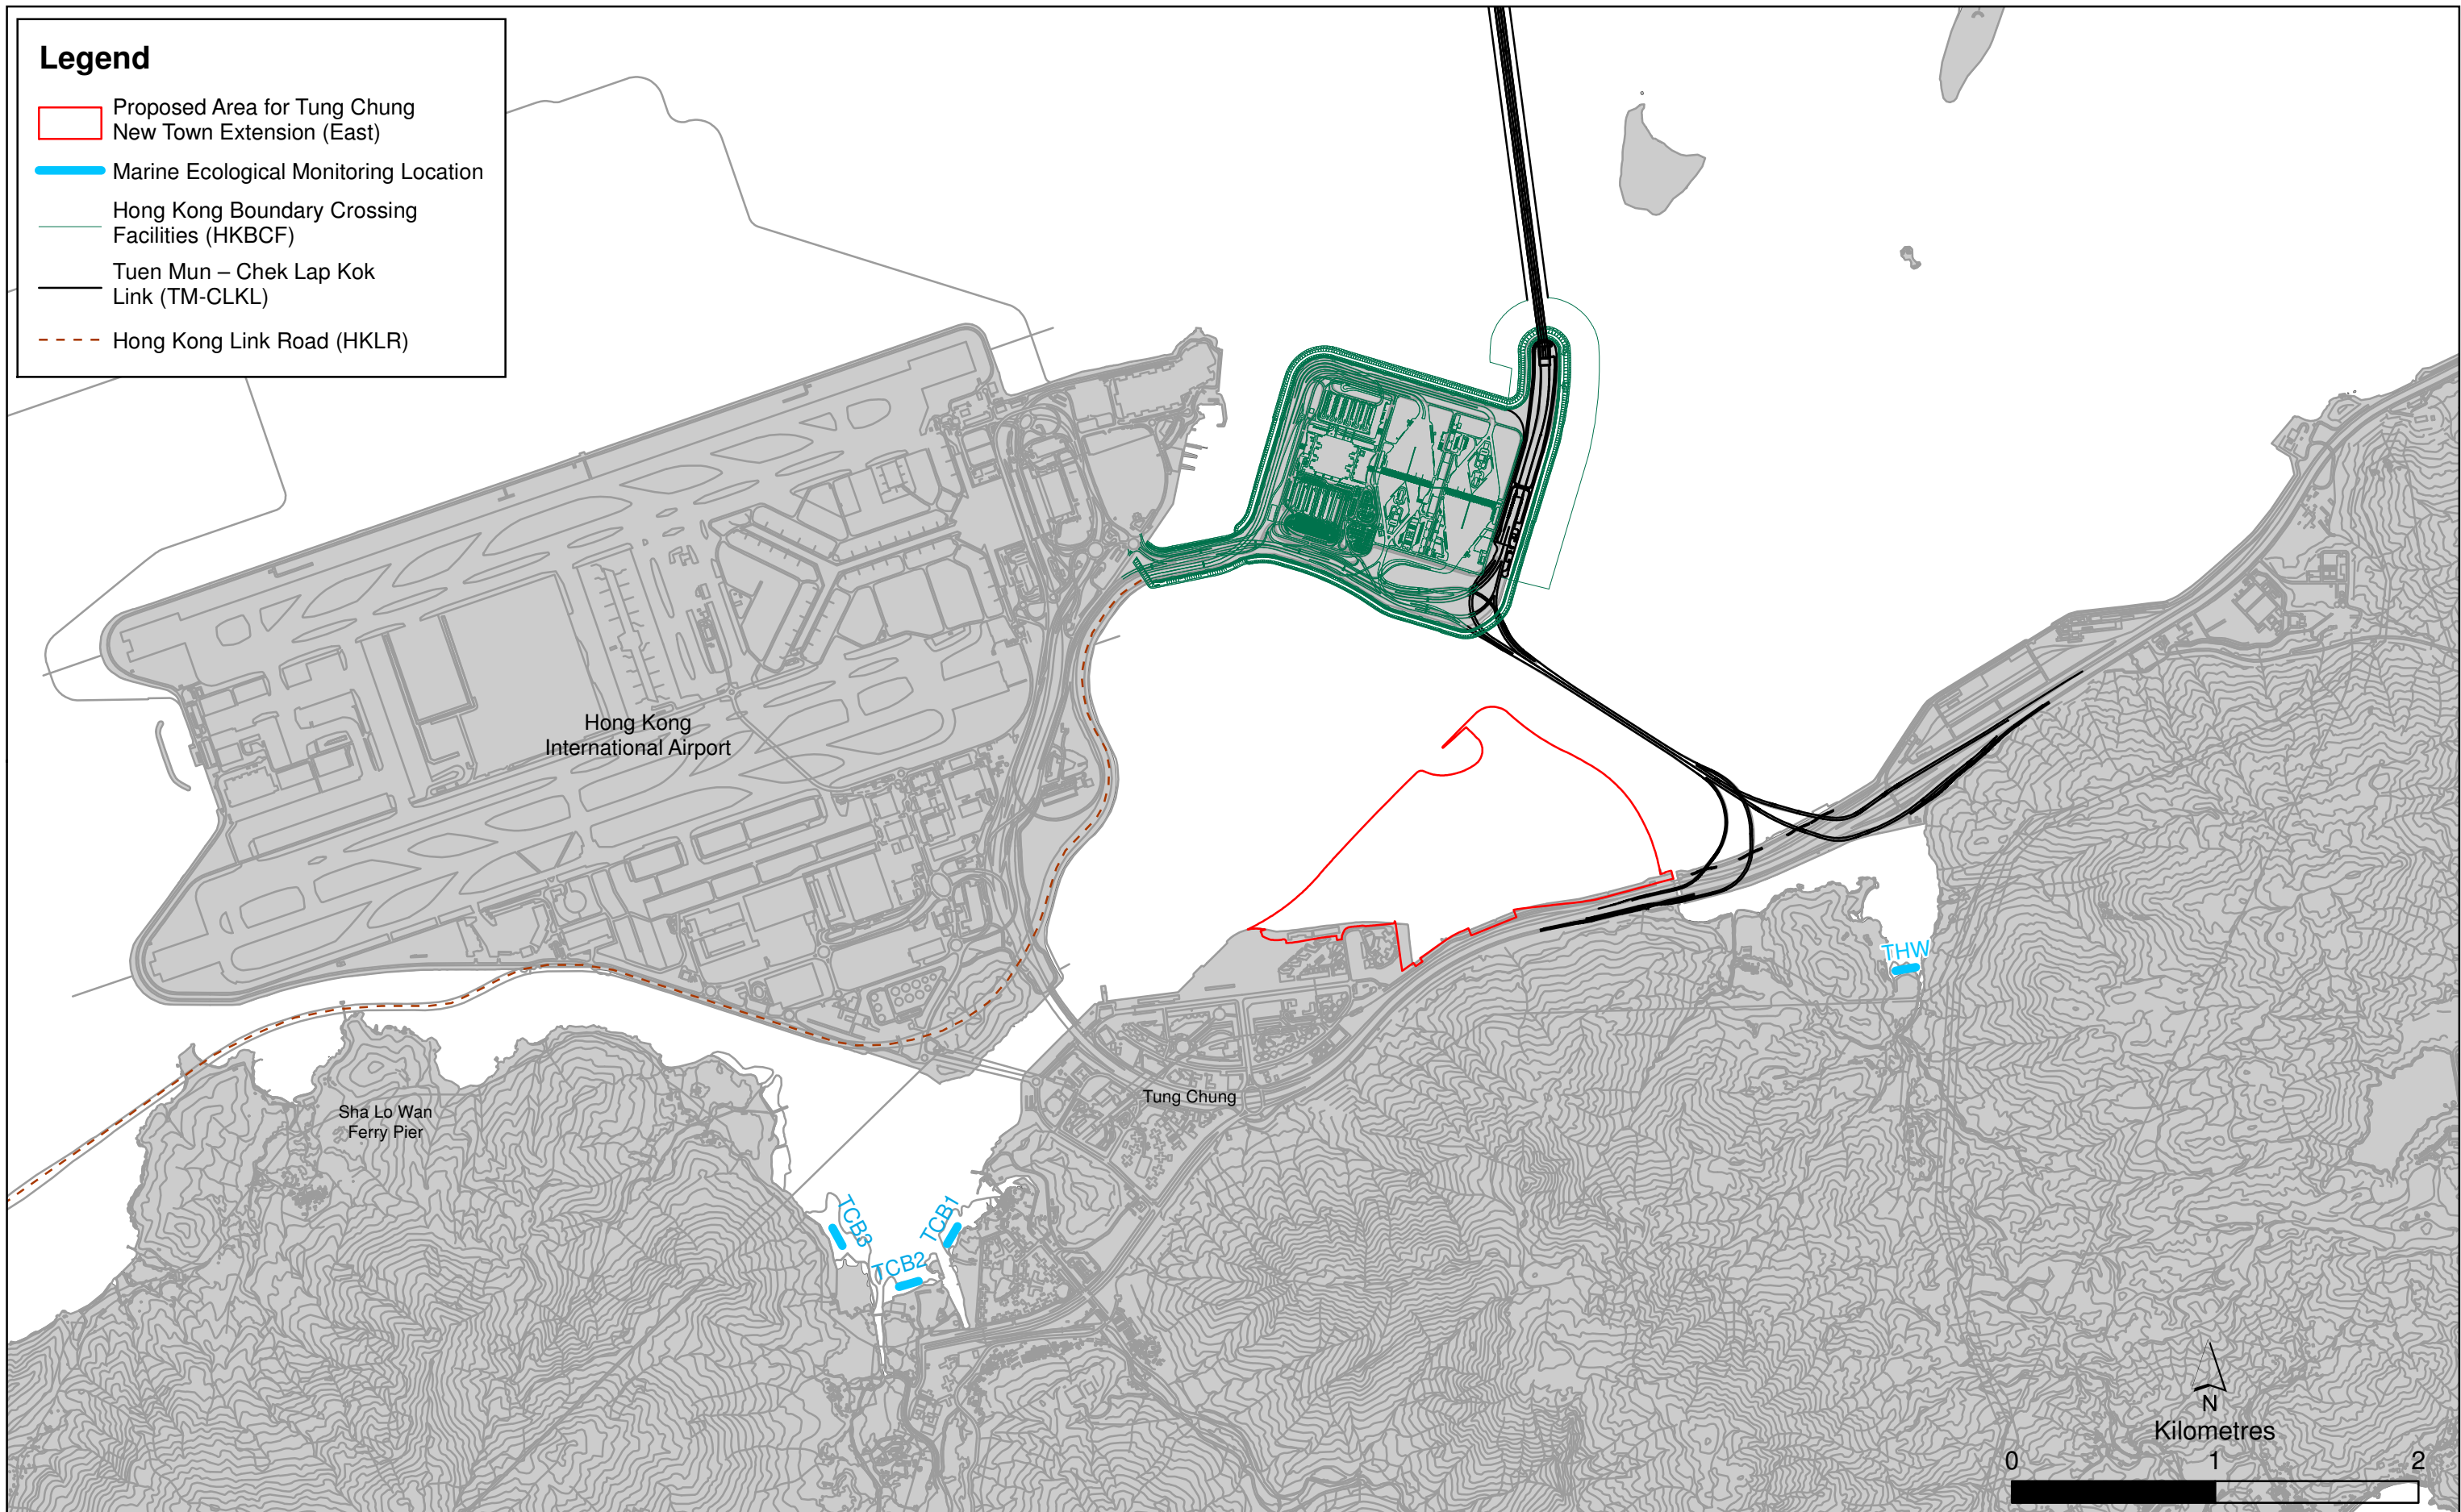 Legend
Proposed Area for Tung Chung
New Town Extension (East)
Marine Ecological Monitoring Location
Hong Kong Boundary Crossing
Facilities (HKBCF)
Tuen Mun – Chek Lap Kok
Link (TM-CLKL)
Hong Kong Link Road (HKLR)
Hong Kong
International Airport
THW
Tung Chung
Sha Lo Wan
Ferry Pier
TCB3
TCB1
TCB2
N
Kilometres
0 1 2